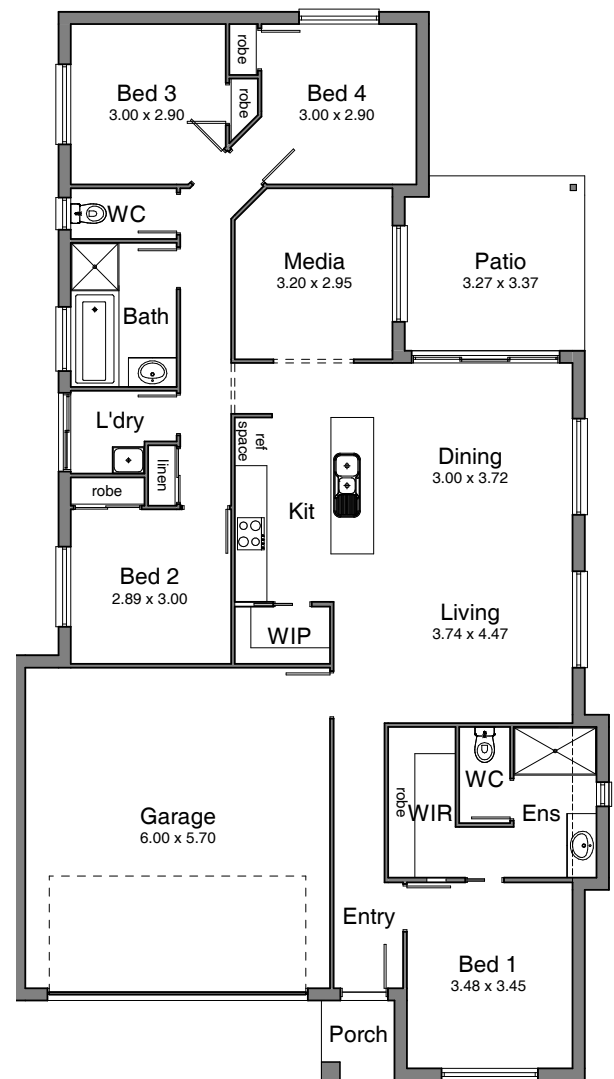 Bed 3
3.00 x 2.90
robe
robe
Bed 4
3.00 x 2.90
WC
Media
3.20 x 2.95
Patio
3.27 x 3.37
Bath
L'dry
linen
robe
ref
space
Kit
Dining
3.00 x 3.72
Bed 2
2.89 x 3.00
WIP
Living
3.74 x 4.47
Garage
6.00 x 5.70
robe
WIR
WC
Ens
Entry
Bed 1
3.48 x 3.45
Porch